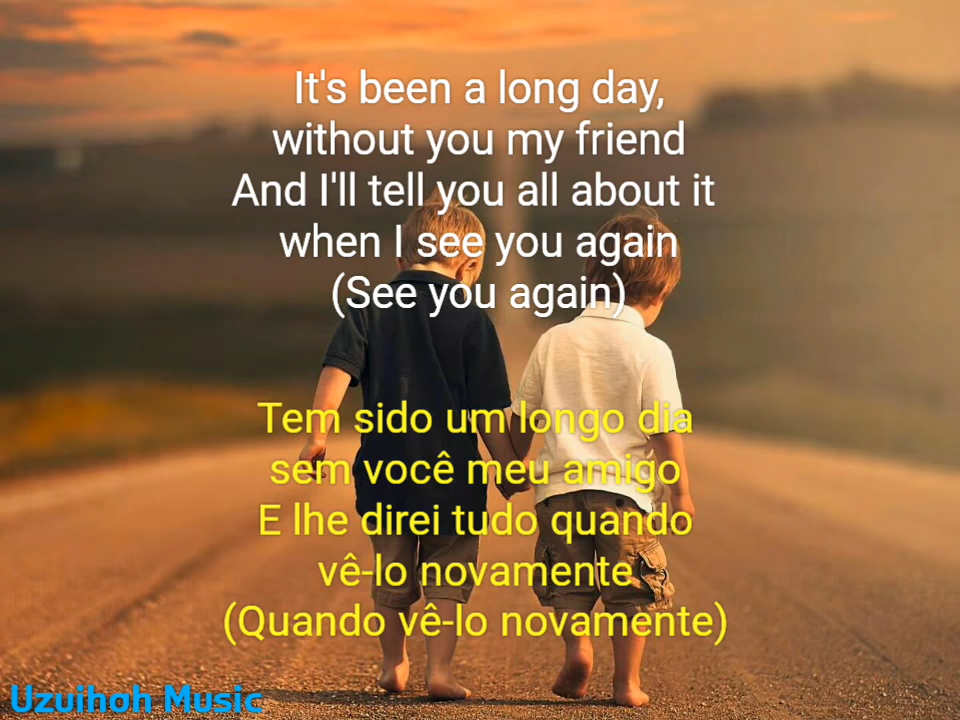 It's been a long day,
without you my friend
And I'll tell you all about it
when I see you again
(See you again)
Tem sido um longo dia
sem você meu amigo
E lhe direi tudo quando
vê-lo novamente
(Quando vê-lo novamente)
Uzuihoh Music